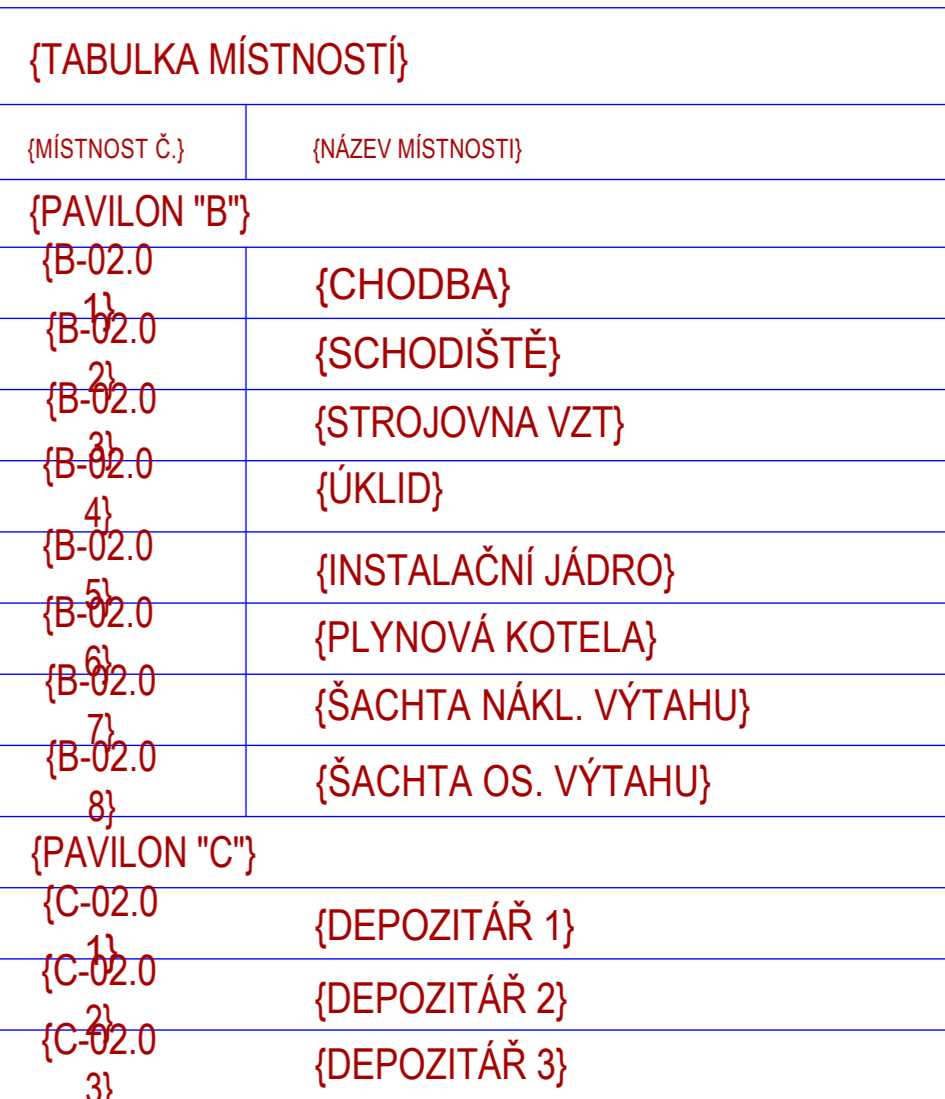 {TABULKA MÍSTNOSTÍ}
{MÍSTNOST Č.} {NÁZEV MÍSTNOSTI}
{PAVILON "B"}
{B-02.0
1}
{CHODBA}
{B-02.0
2}
{SCHODIŠTĚ}
{B-02.0
3}
{STROJOVNA VZT}
{B-02.0
4}
{ÚKLID}
{B-02.0
5}
{INSTALAČNÍ JÁDRO}
{B-02.0
6}
{PLYNOVÁ KOTELA}
{B-02.0
7}
{ŠACHTA NÁKL. VÝTAHU}
{B-02.0
8}
{ŠACHTA OS. VÝTAHU}
{PAVILON "C"}
{C-02.0
1}
{DEPOZITÁŘ 1}
{C-02.0
2}
{DEPOZITÁŘ 2}
{C-02.0
3}
{DEPOZITÁŘ 3}